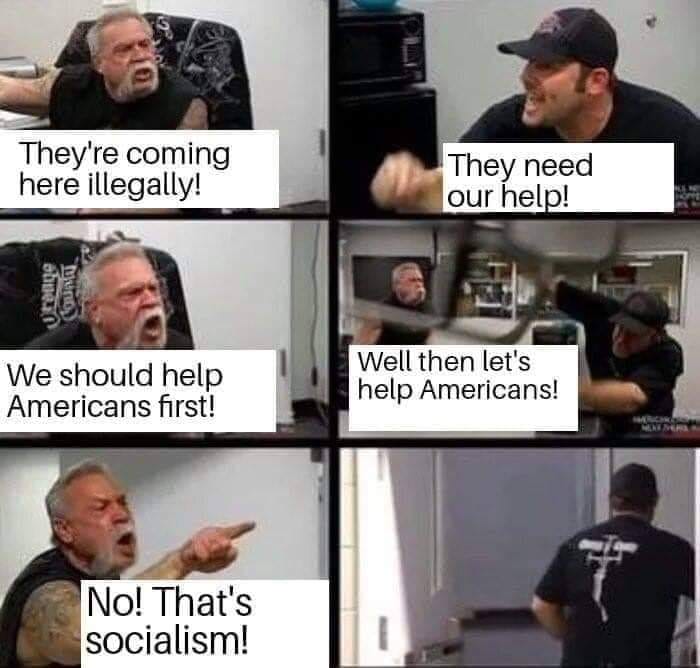 They're coming
here illegally!
They need
our help!
We should help
Americans first!
Well then let's
help Americans!
No! That's
socialism!